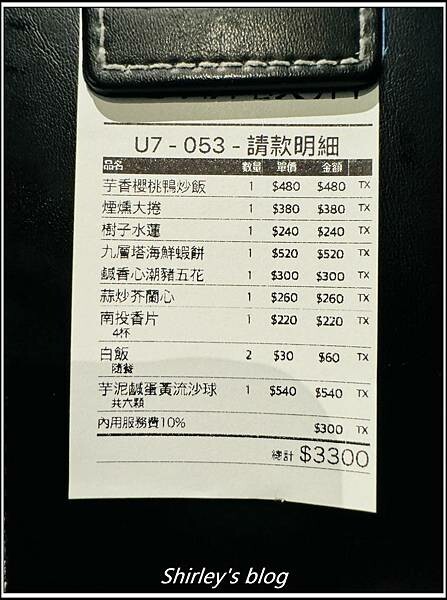 U7 - 053 - 請款明細
品名 數量 單價 金額
芋香櫻桃鴨炒飯 1 $480 $480 TX
煙燻大捲 1 $380 $380 TX
樹子水蓮 1 $240 $240 TX
九層塔海鮮蝦餅 1 $520 $520 TX
鹹香心潮豬五花 1 $300 $300 TX
蒜炒芥蘭心 1 $260 $260 TX
南投香片 1 $220 $220 TX
4杯
白飯 2 $30 $60 TX
隨餐
芋泥鹹蛋黃流沙球 1 $540 $540 TX
共六顆
內用服務費10% $300 TX
總計 $3300
Shirley's blog